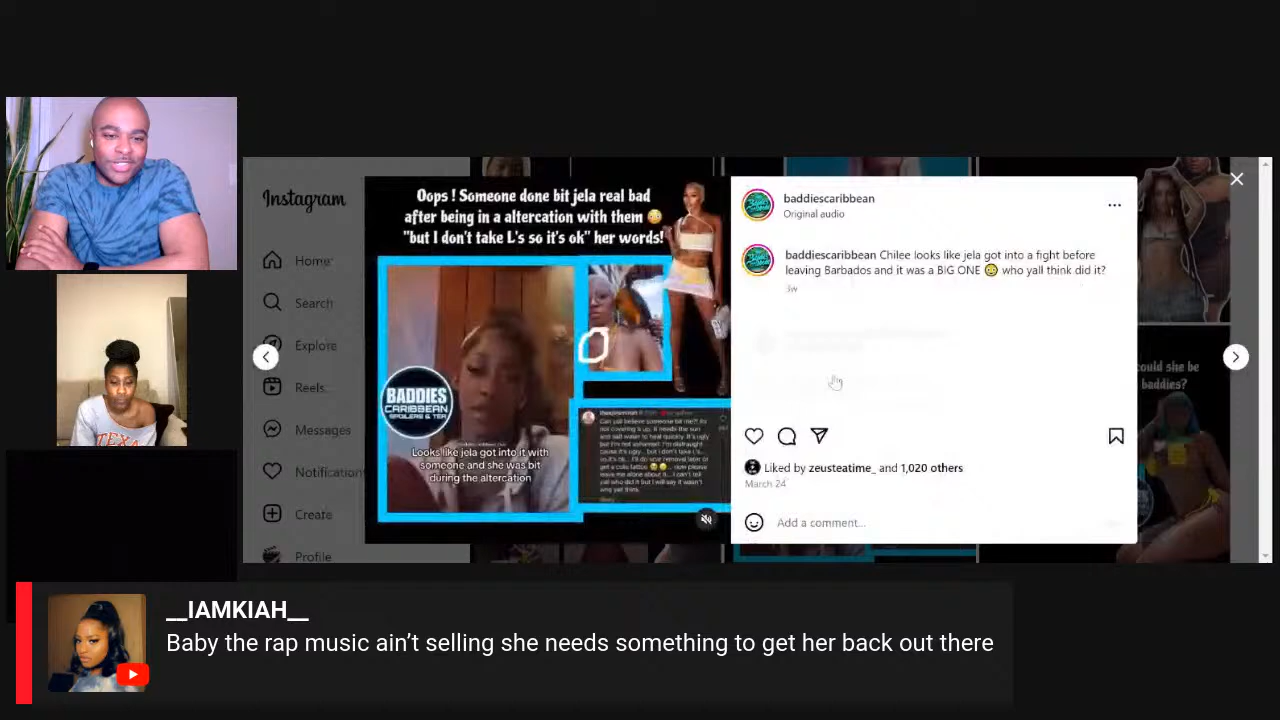 Instagram
Home
Search
Explore
Reels
Messages
Notification
Create
Profile
Oops ! Someone done bit jela real bad
after being in a altercation with them 😳
"but I don't take L's so it's ok" her words!
BADDIES
CARIBBEAN
SPOILERS & TEA
Looks like jela got into it with
someone and she was bit
during the altercation
baddiescaribbean
Original audio
baddiescaribbean Chilee looks like jela got into a fight before
leaving Barbados and it was a BIG ONE 😳 who yall think did it?
3w
Liked by zeusteatime_ and 1,020 others
March 24
Add a comment...
could she be
baddies?
TEXA
__IAMKIAH__
Baby the rap music ain’t selling she needs something to get her back out there